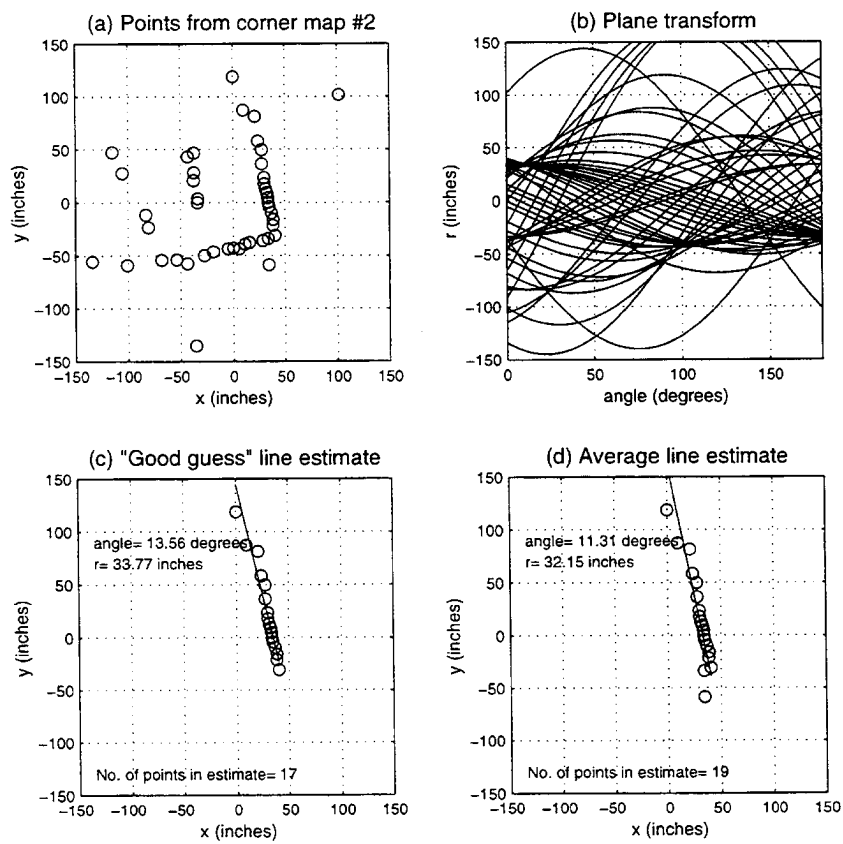 (a) Points from corner map #2
150
100
50
0
−50
−100
−150
−150 −100 −50 0 50 100 150
y (inches)
x (inches)
(b) Plane transform
150
100
50
0
−50
−100
−150
0 50 100 150
r (inches)
angle (degrees)
(c) "Good guess" line estimate
150
100
50
0
−50
−100
−150
−150 −100 −50 0 50 100 150
y (inches)
x (inches)
angle= 13.56 degrees
r= 33.77 inches
No. of points in estimate= 17
(d) Average line estimate
150
100
50
0
−50
−100
−150
−150 −100 −50 0 50 100 150
y (inches)
x (inches)
angle= 11.31 degrees
r= 32.15 inches
No. of points in estimate= 19